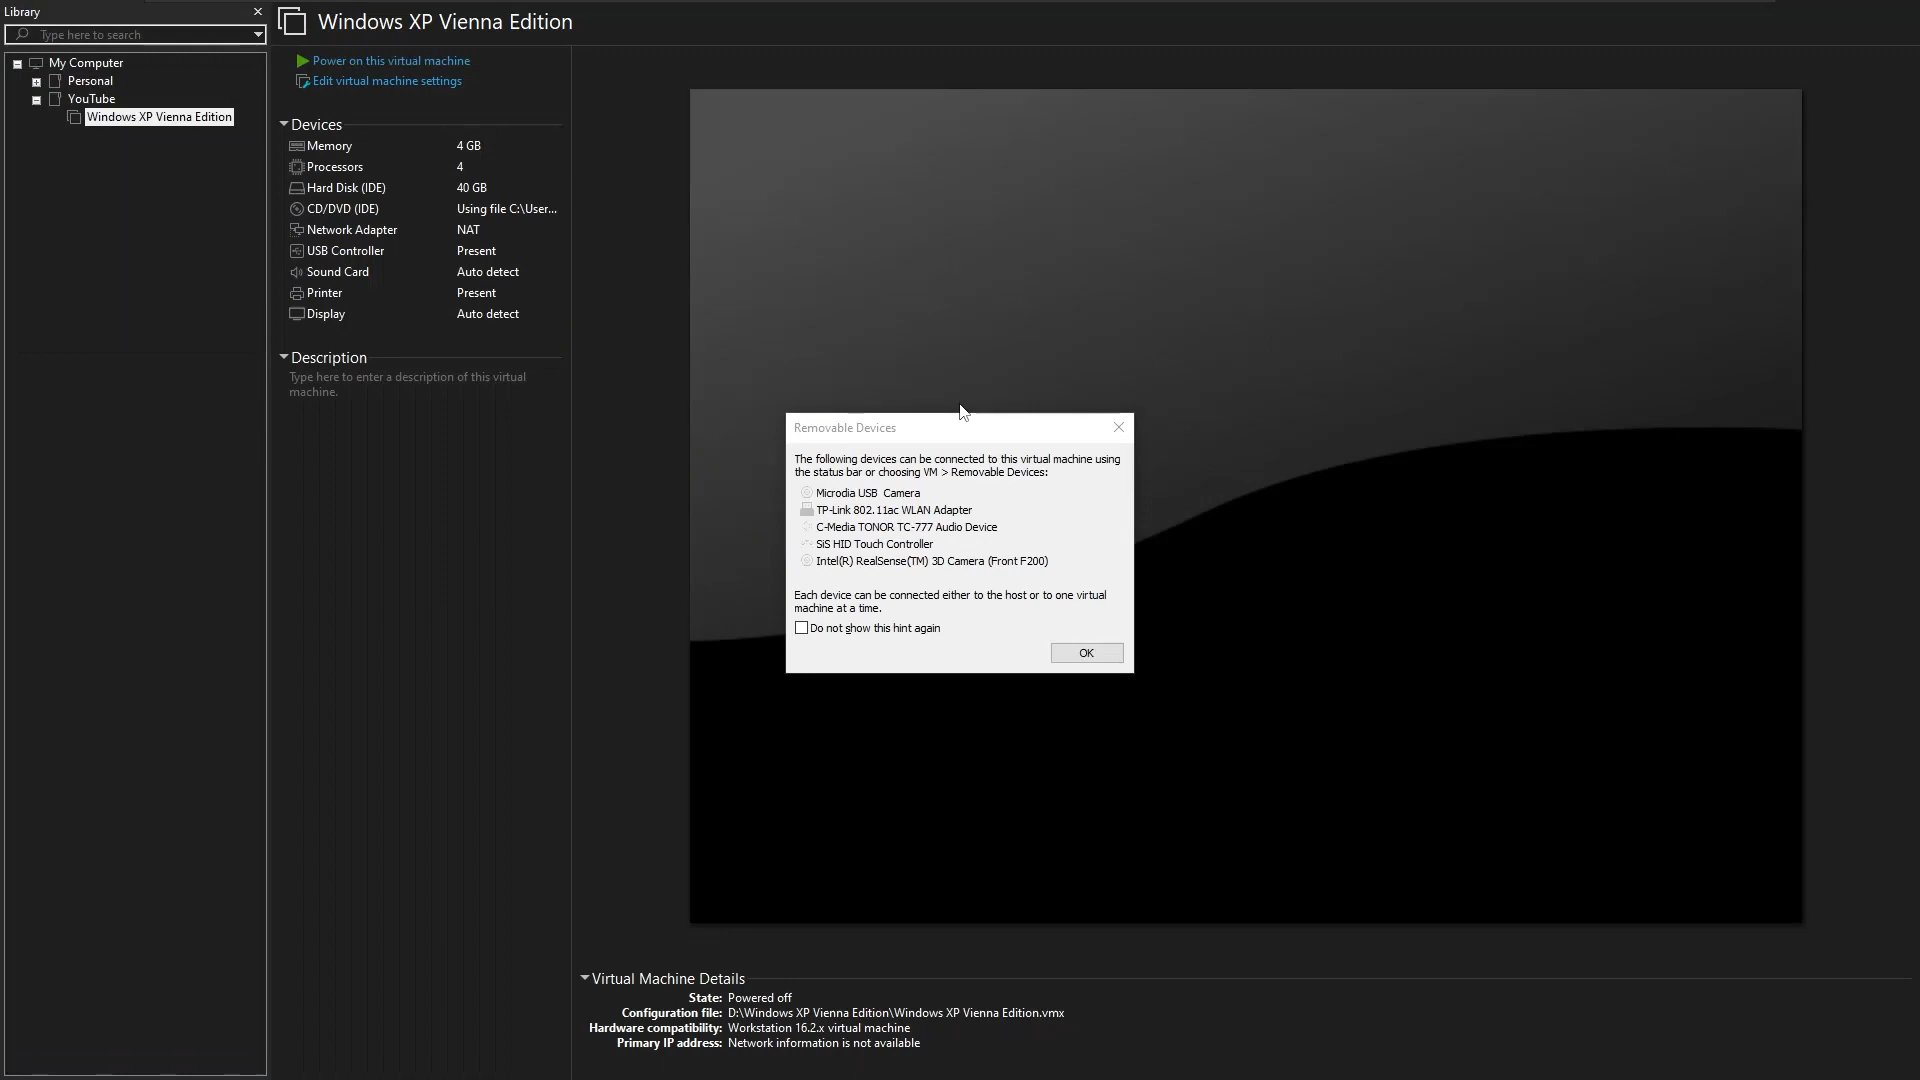 Library
Type here to search
My Computer
Personal
YouTube
Windows XP Vienna Edition
Windows XP Vienna Edition
Power on this virtual machine
Edit virtual machine settings
Devices
Memory 4 GB
Processors 4
Hard Disk (IDE) 40 GB
CD/DVD (IDE) Using file C:\User...
Network Adapter NAT
USB Controller Present
Sound Card Auto detect
Printer Present
Display Auto detect
Description
Type here to enter a description of this virtual
machine.
Removable Devices
The following devices can be connected to this virtual machine using
the status bar or choosing VM > Removable Devices:
Microdia USB  Camera
TP-Link 802.11ac WLAN Adapter
C-Media TONOR TC-777 Audio Device
SiS HID Touch Controller
Intel(R) RealSense(TM) 3D Camera (Front F200)
Each device can be connected either to the host or to one virtual
machine at a time.
Do not show this hint again
OK
Virtual Machine Details
State: Powered off
Configuration file: D:\Windows XP Vienna Edition\Windows XP Vienna Edition.vmx
Hardware compatibility: Workstation 16.2.x virtual machine
Primary IP address: Network information is not available